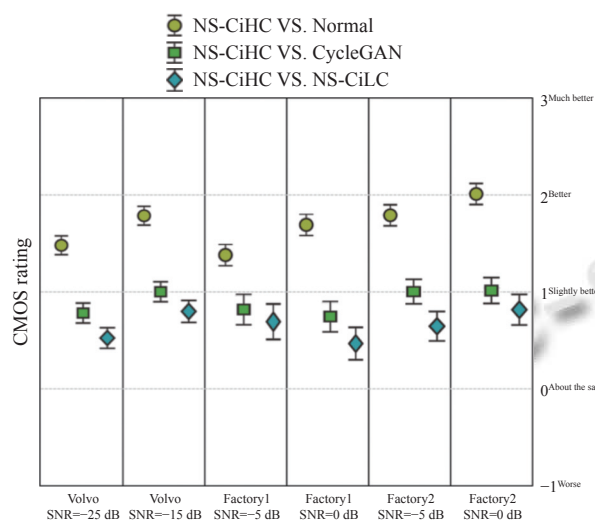 NS-CiHC VS. Normal
NS-CiHC VS. CycleGAN
NS-CiHC VS. NS-CiLC
CMOS rating
3 Much better
2 Better
1 Slightly bette
0 About the sa
−1 Worse
Volvo
SNR=−25 dB
Volvo
SNR=−15 dB
Factory1
SNR=−5 dB
Factory1
SNR=0 dB
Factory2
SNR=−5 dB
Factory2
SNR=0 dB